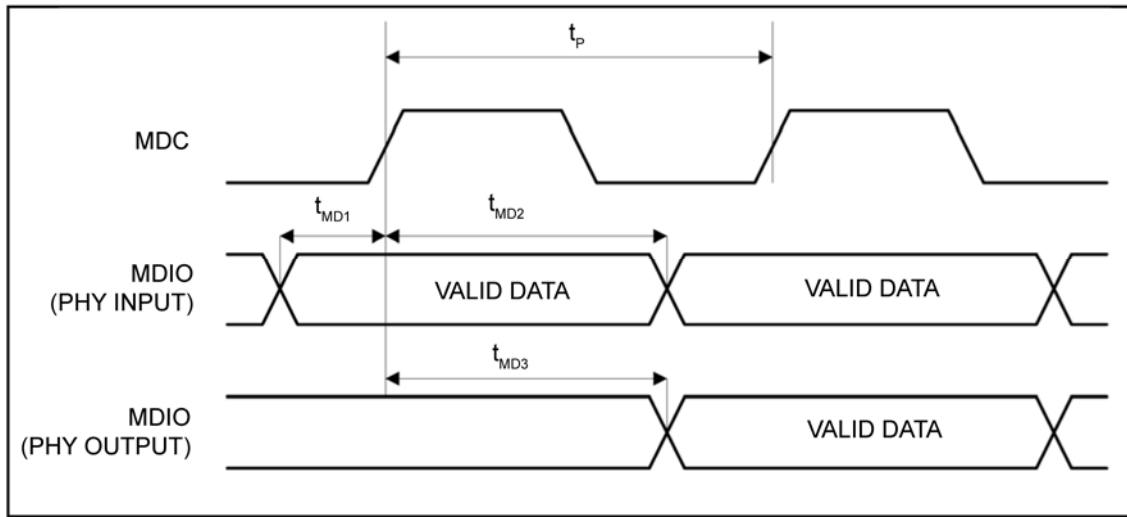 tP
MDC
tMD1
tMD2
MDIO
(PHY INPUT)
VALID DATA
VALID DATA
tMD3
MDIO
(PHY OUTPUT)
VALID DATA